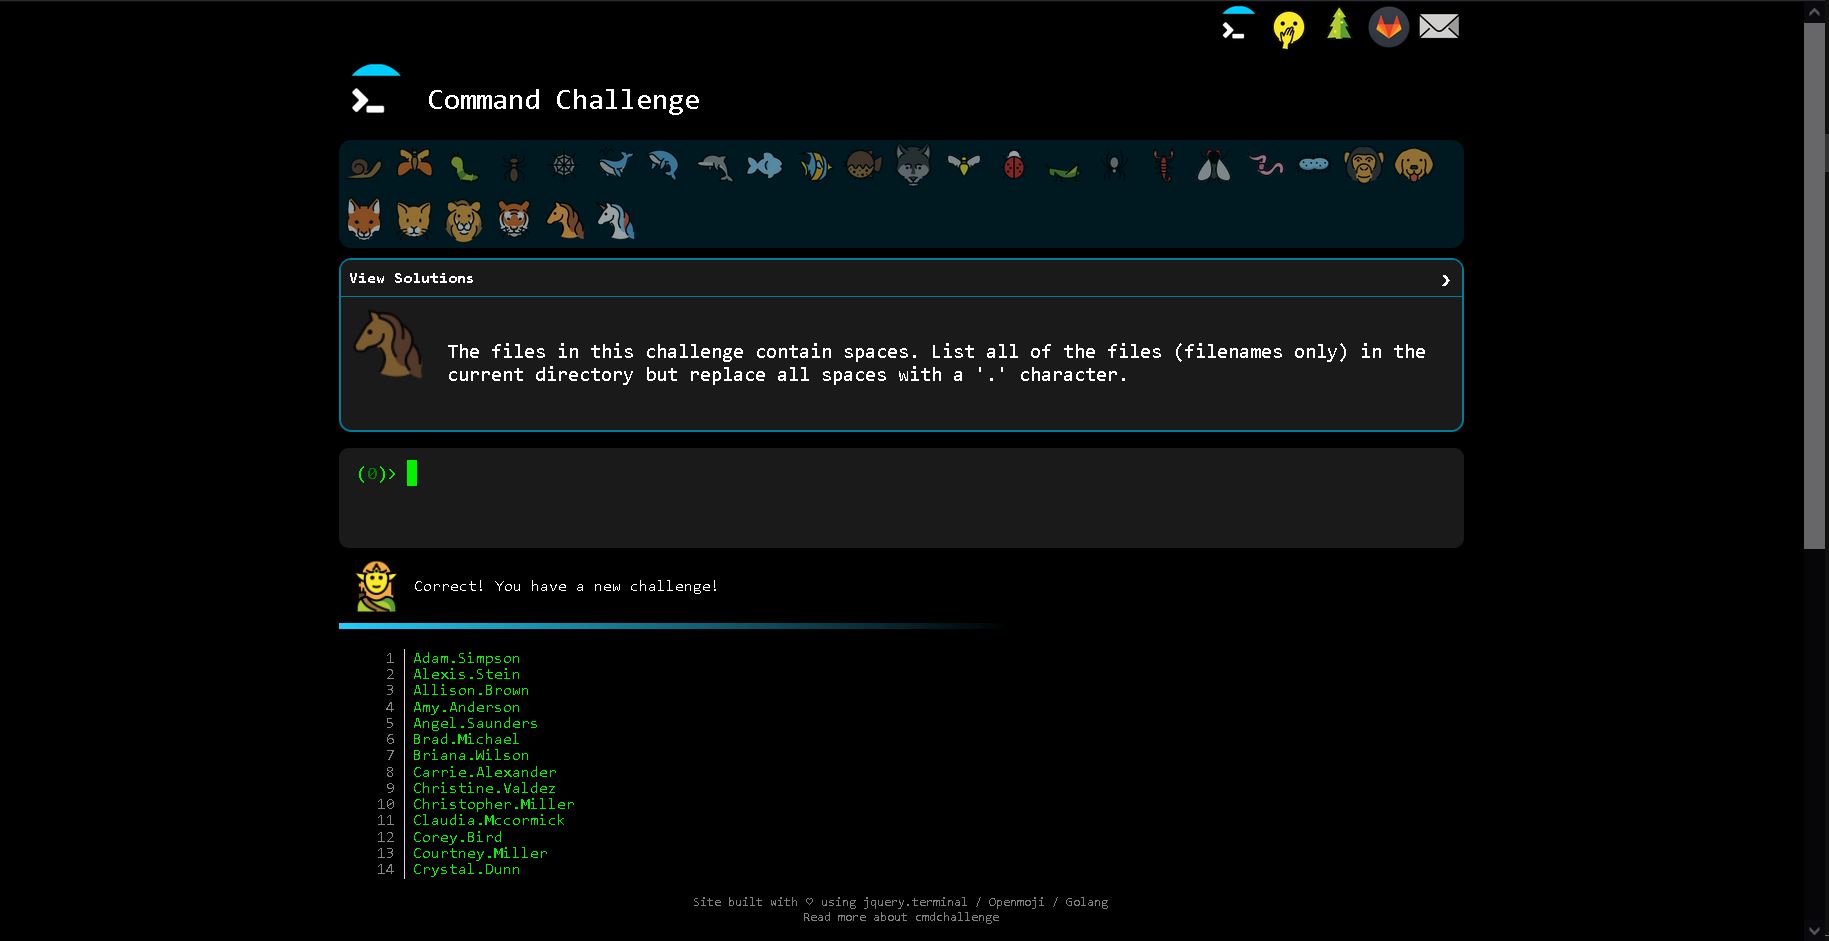 Command Challenge
View Solutions
The files in this challenge contain spaces. List all of the files (filenames only) in the
current directory but replace all spaces with a '.' character.
(0)>
Correct! You have a new challenge!
1 Adam.Simpson
2 Alexis.Stein
3 Allison.Brown
4 Amy.Anderson
5 Angel.Saunders
6 Brad.Michael
7 Briana.Wilson
8 Carrie.Alexander
9 Christine.Valdez
10 Christopher.Miller
11 Claudia.Mccormick
12 Corey.Bird
13 Courtney.Miller
14 Crystal.Dunn
Site built with ♡ using jquery.terminal / Openmoji / Golang
Read more about cmdchallenge